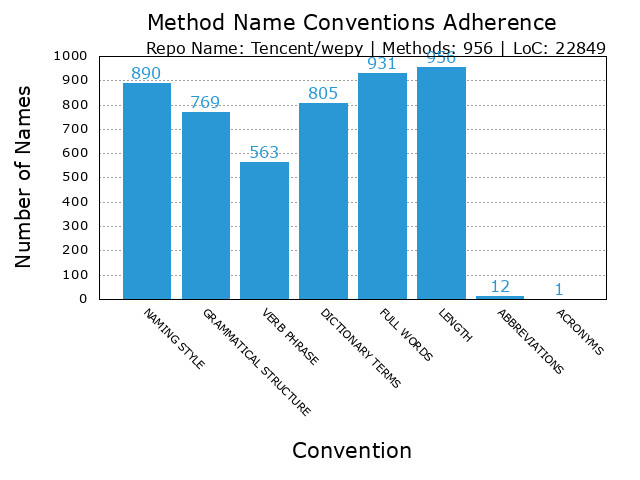 Method Name Conventions Adherence
Repo Name: Tencent/wepy | Methods: 956 | LoC: 22849
Number of Names
1000
900
800
700
600
500
400
300
200
100
0
890
769
563
805
931
956
12
1
NAMING STYLE
GRAMMATICAL STRUCTURE
VERB PHRASE
DICTIONARY TERMS
FULL WORDS
LENGTH
ABBREVIATIONS
ACRONYMS
Convention